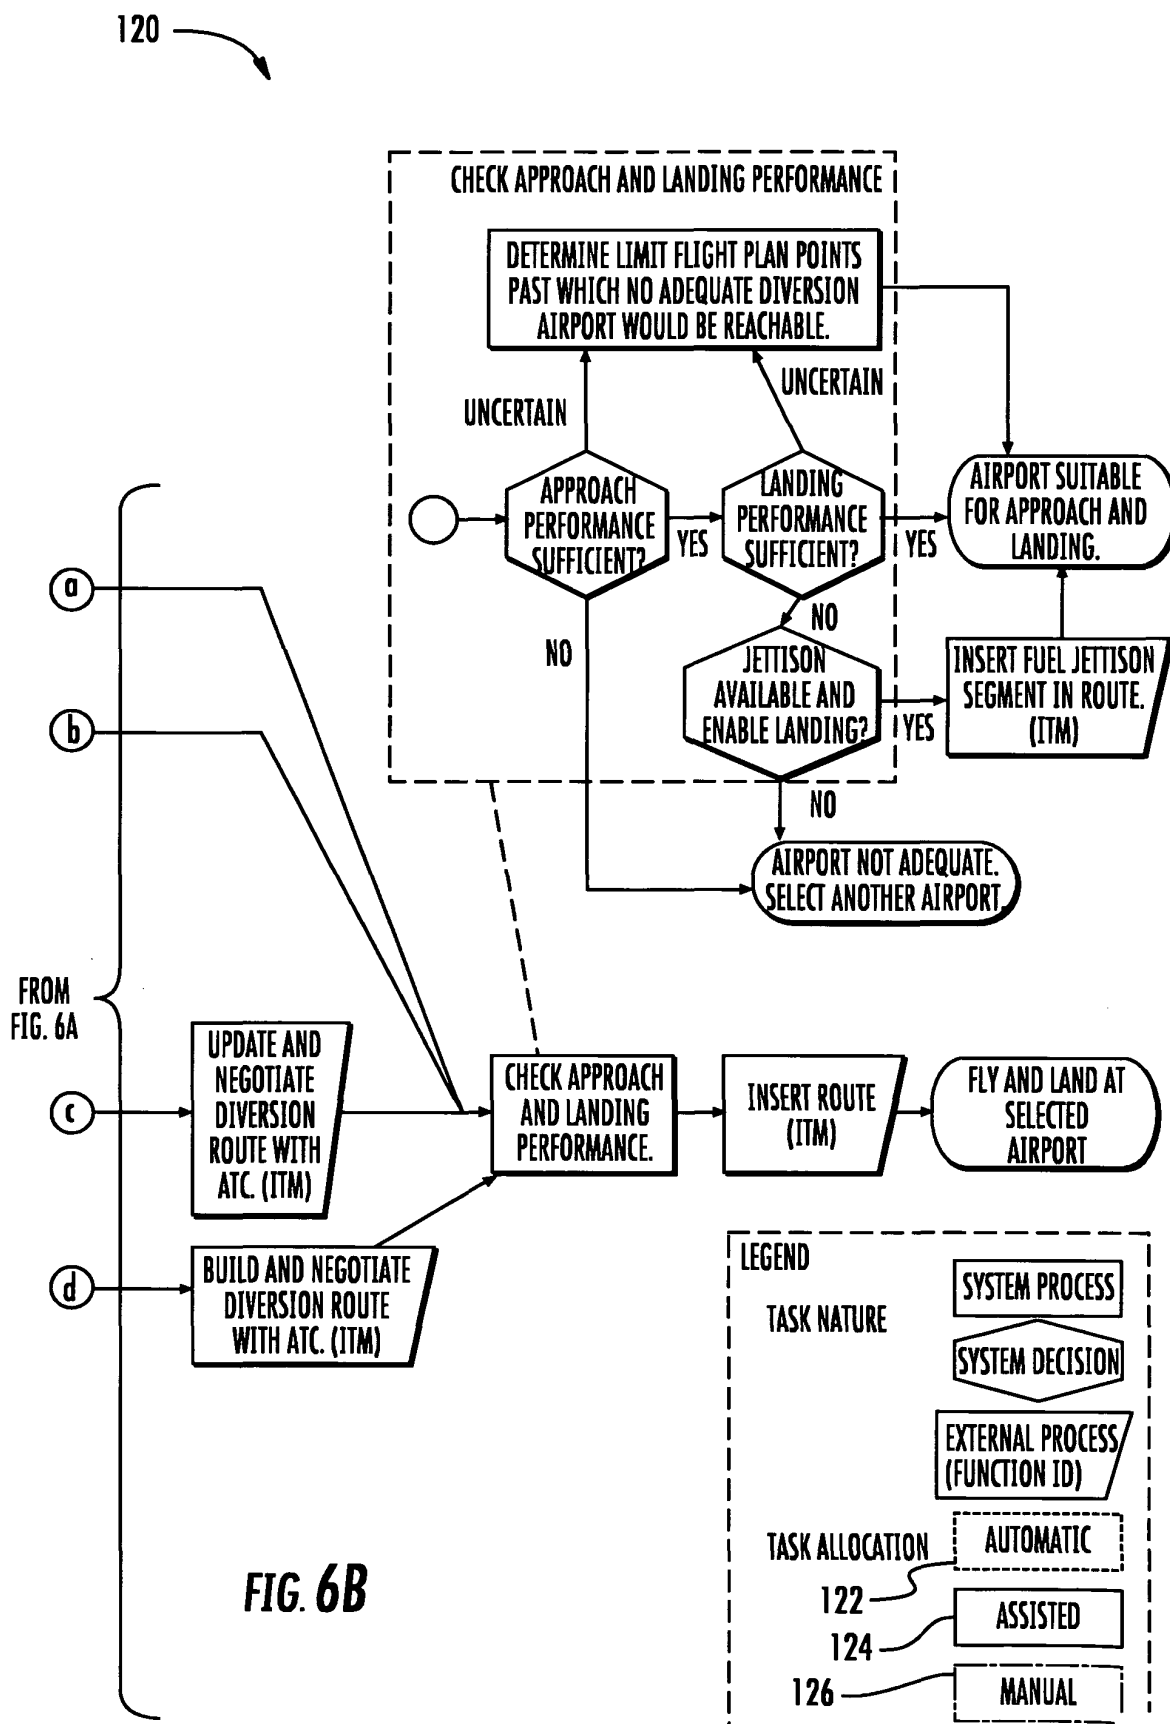 120
CHECK APPROACH AND LANDING PERFORMANCE
DETERMINE LIMIT FLIGHT PLAN POINTS
PAST WHICH NO ADEQUATE DIVERSION
AIRPORT WOULD BE REACHABLE.
UNCERTAIN
UNCERTAIN
APPROACH
PERFORMANCE
SUFFICIENT?
YES
LANDING
PERFORMANCE
SUFFICIENT?
YES
AIRPORT SUITABLE
FOR APPROACH AND
LANDING.
NO
NO
JETTISON
AVAILABLE AND
ENABLE LANDING?
YES
INSERT FUEL JETTISON
SEGMENT IN ROUTE.
(ITM)
NO
AIRPORT NOT ADEQUATE.
SELECT ANOTHER AIRPORT.
a
b
FROM
FIG. 6A
c
UPDATE AND
NEGOTIATE
DIVERSION
ROUTE WITH
ATC. (ITM)
CHECK APPROACH
AND LANDING
PERFORMANCE.
INSERT ROUTE
(ITM)
FLY AND LAND AT
SELECTED
AIRPORT
d
BUILD AND NEGOTIATE
DIVERSION ROUTE
WITH ATC. (ITM)
LEGEND
TASK NATURE
SYSTEM PROCESS
SYSTEM DECISION
EXTERNAL PROCESS
(FUNCTION ID)
TASK ALLOCATION
AUTOMATIC
122
ASSISTED
124
MANUAL
126
FIG. 6B